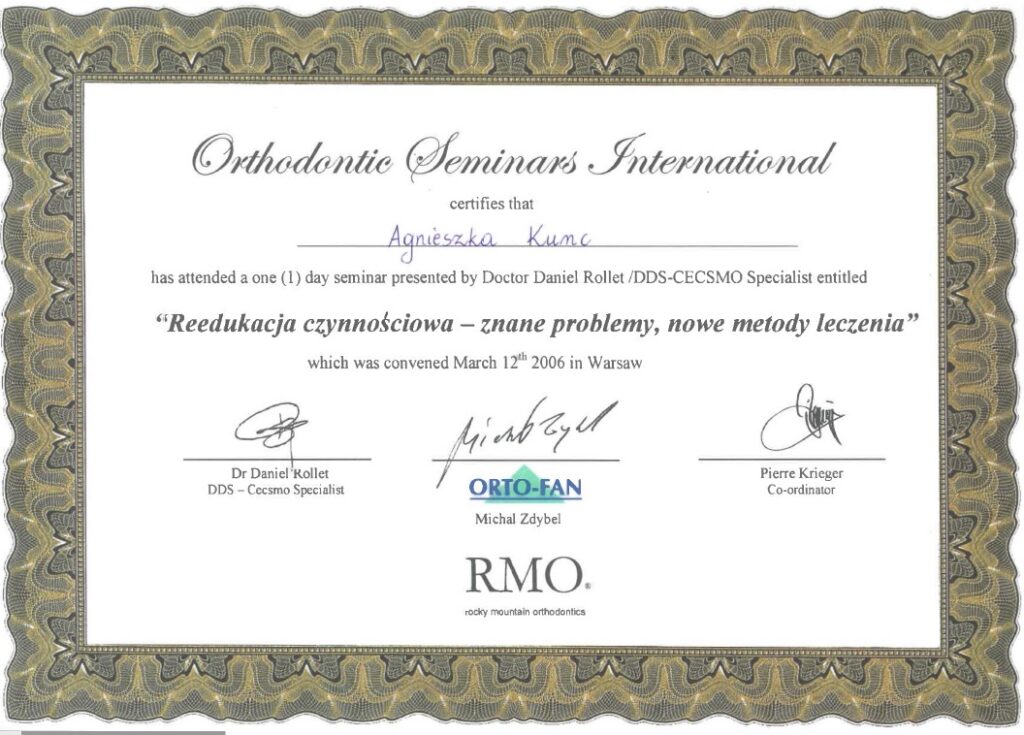 Orthodontic Seminars International
certifies that
Agnieszka Kunc
has attended a one (1) day seminar presented by Doctor Daniel Rollet /DDS-CECSMO Specialist entitled
“Reedukacja czynnościowa – znane problemy, nowe metody leczenia”
which was convened March 12th 2006 in Warsaw
Dr Daniel Rollet
DDS – Cecsmo Specialist
ORTO-FAN
Michal Zdybel
Pierre Krieger
Co-ordinator
RMO®
rocky mountain orthodontics